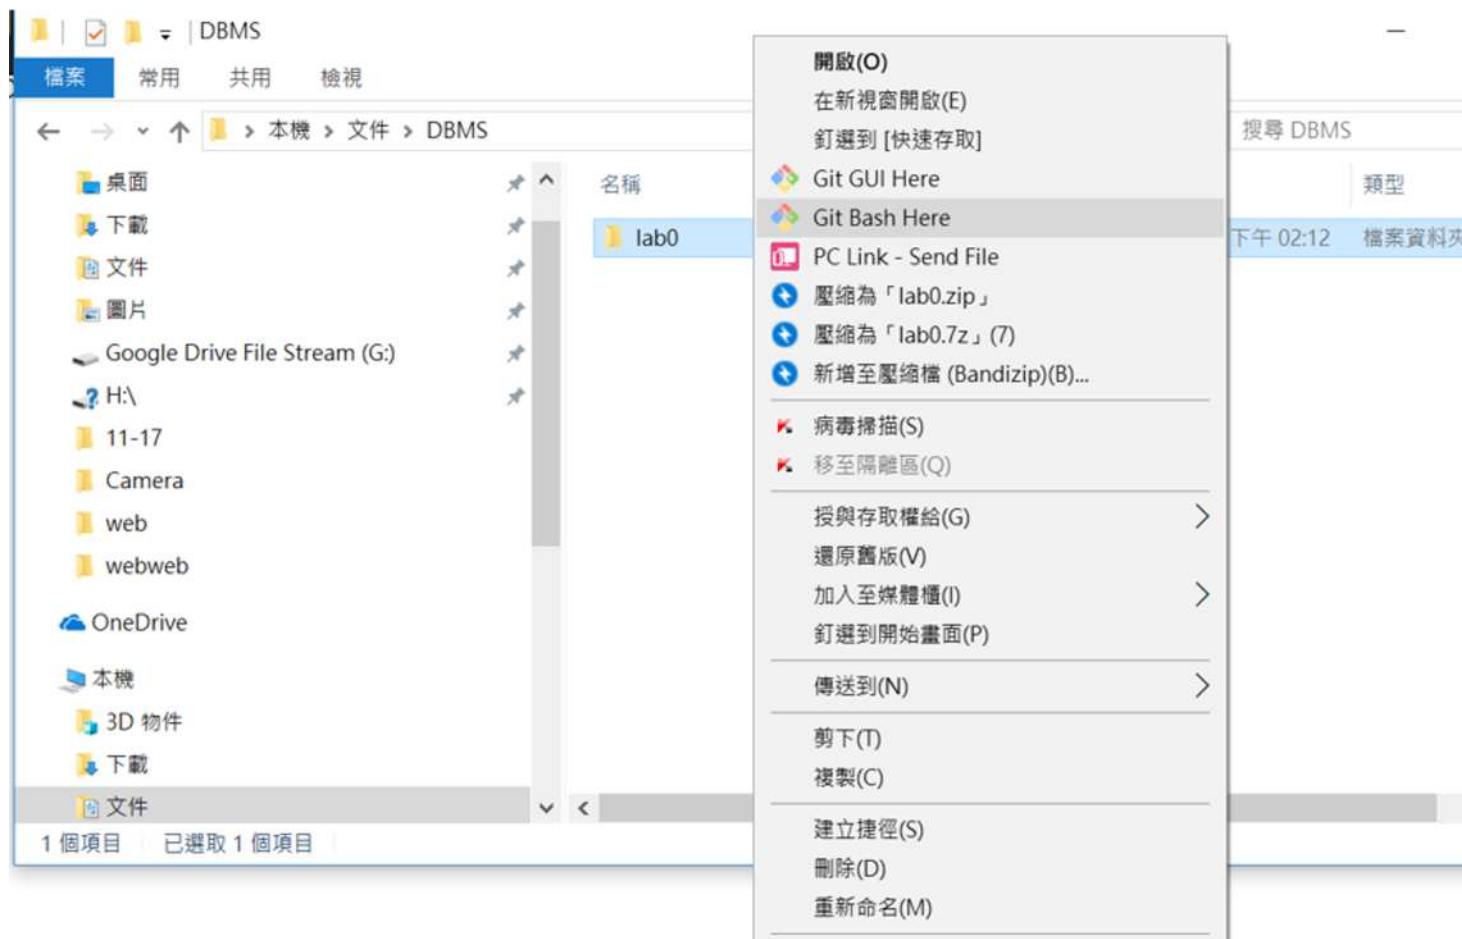 DBMS
檔案 常用 共用 檢視
本機 文件 DBMS
搜尋 DBMS
桌面
下載
文件
圖片
Google Drive File Stream (G:)
H:\
11-17
Camera
web
webweb
OneDrive
本機
3D 物件
下載
文件
名稱
類型
lab0
下午 02:12
檔案資料夾
開啟(O)
在新視窗開啟(E)
釘選到 [快速存取]
Git GUI Here
Git Bash Here
PC Link - Send File
壓縮為「lab0.zip」
壓縮為「lab0.7z」(7)
新增至壓縮檔 (Bandizip)(B)...
病毒掃描(S)
移至隔離區(Q)
授與存取權給(G)
還原舊版(V)
加入至媒體櫃(I)
釘選到開始畫面(P)
傳送到(N)
剪下(T)
複製(C)
建立捷徑(S)
刪除(D)
重新命名(M)
1 個項目 已選取 1 個項目